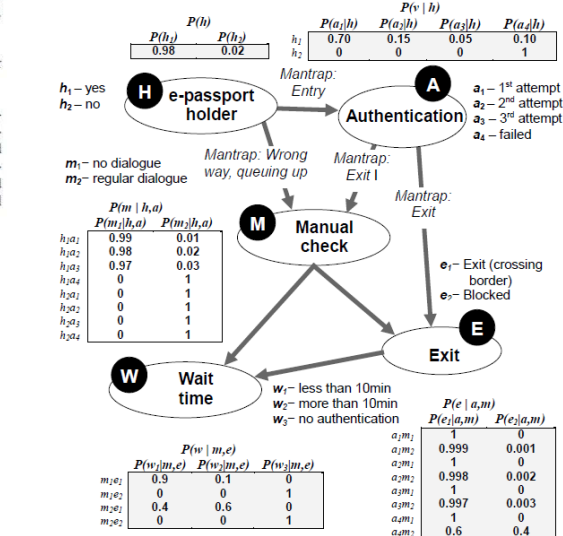 P(h)
P(h₁) P(h₂)
0.98 0.02
P(v | h)
P(a₁|h) P(a₂|h) P(a₃|h) P(a₄|h)
h₁ 0.70 0.15 0.05 0.10
h₂ 0 0 0 1
h₁ – yes
h₂ – no
H
e-passport
holder
Mantrap:
Entry
A
Authentication
a₁ - 1st attempt
a₂ – 2nd attempt
a₃ – 3rd attempt
a₄ – failed
m₁– no dialogue
m₂– regular dialogue
Mantrap: Wrong
way, queuing up
Mantrap:
Exit I
Mantrap:
Exit
P(m | h,a)
P(m₁|h,a) P(m₂|h,a)
h₁a₁ 0.99 0.01
h₁a₂ 0.98 0.02
h₁a₃ 0.97 0.03
h₁a₄ 0 1
h₂a₁ 0 1
h₂a₂ 0 1
h₂a₃ 0 1
h₂a₄ 0 1
M
Manual
check
e₁– Exit (crossing
border)
e₂– Blocked
E
Exit
W
Wait
time
w₁– less than 10min
w₂– more than 10min
w₃– no authentication
P(w | m,e)
P(w₁|m,e) P(w₂|m,e) P(w₃|m,e)
m₁e₁ 0.9 0.1 0
m₁e₂ 0 0 1
m₂e₁ 0.4 0.6 0
m₂e₂ 0 0 1
P(e | a,m)
P(e₁|a,m) P(e₂|a,m)
a₁m₁ 1 0
a₁m₂ 0.999 0.001
a₂m₁ 1 0
a₂m₂ 0.998 0.002
a₃m₁ 1 0
a₃m₂ 0.997 0.003
a₄m₁ 1 0
a₄m₂ 0.6 0.4